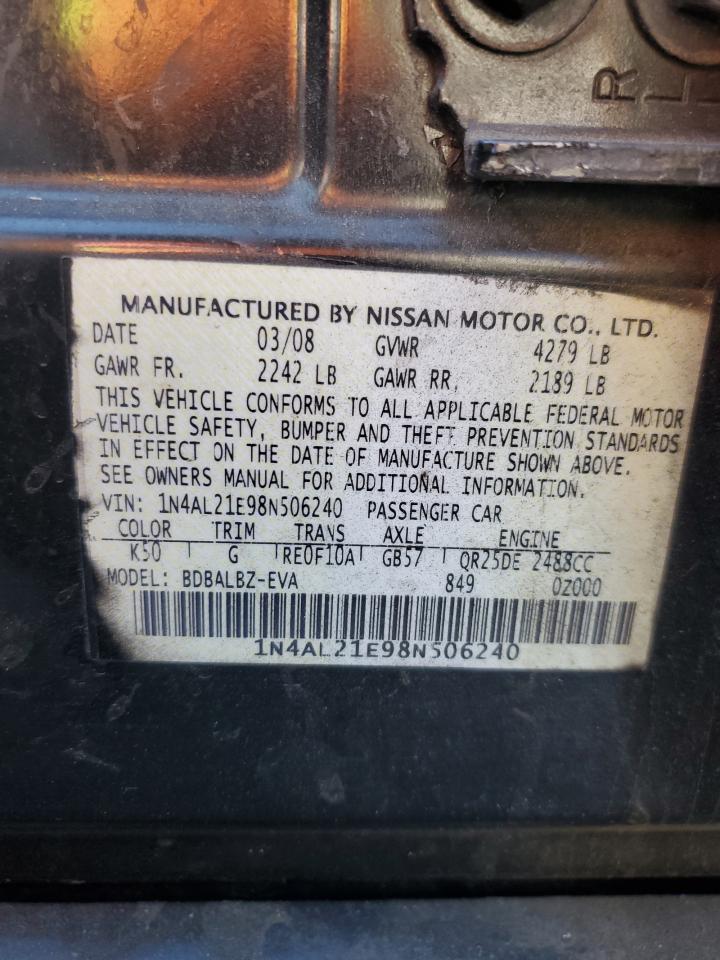 R
MANUFACTURED BY NISSAN MOTOR CO., LTD.
DATE 03/08 GVWR 4279 LB
GAWR FR. 2242 LB GAWR RR. 2189 LB
THIS VEHICLE CONFORMS TO ALL APPLICABLE FEDERAL MOTOR
VEHICLE SAFETY, BUMPER AND THEFT PREVENTION STANDARDS
IN EFFECT ON THE DATE OF MANUFACTURE SHOWN ABOVE.
SEE OWNERS MANUAL FOR ADDITIONAL INFORMATION.
VIN: 1N4AL21E98N506240 PASSENGER CAR
COLOR TRIM TRANS AXLE ENGINE
K50 G RE0F10A GB57 QR25DE 2488CC
MODEL: BDBALBZ-EVA 849 0Z000
1N4AL21E98N506240